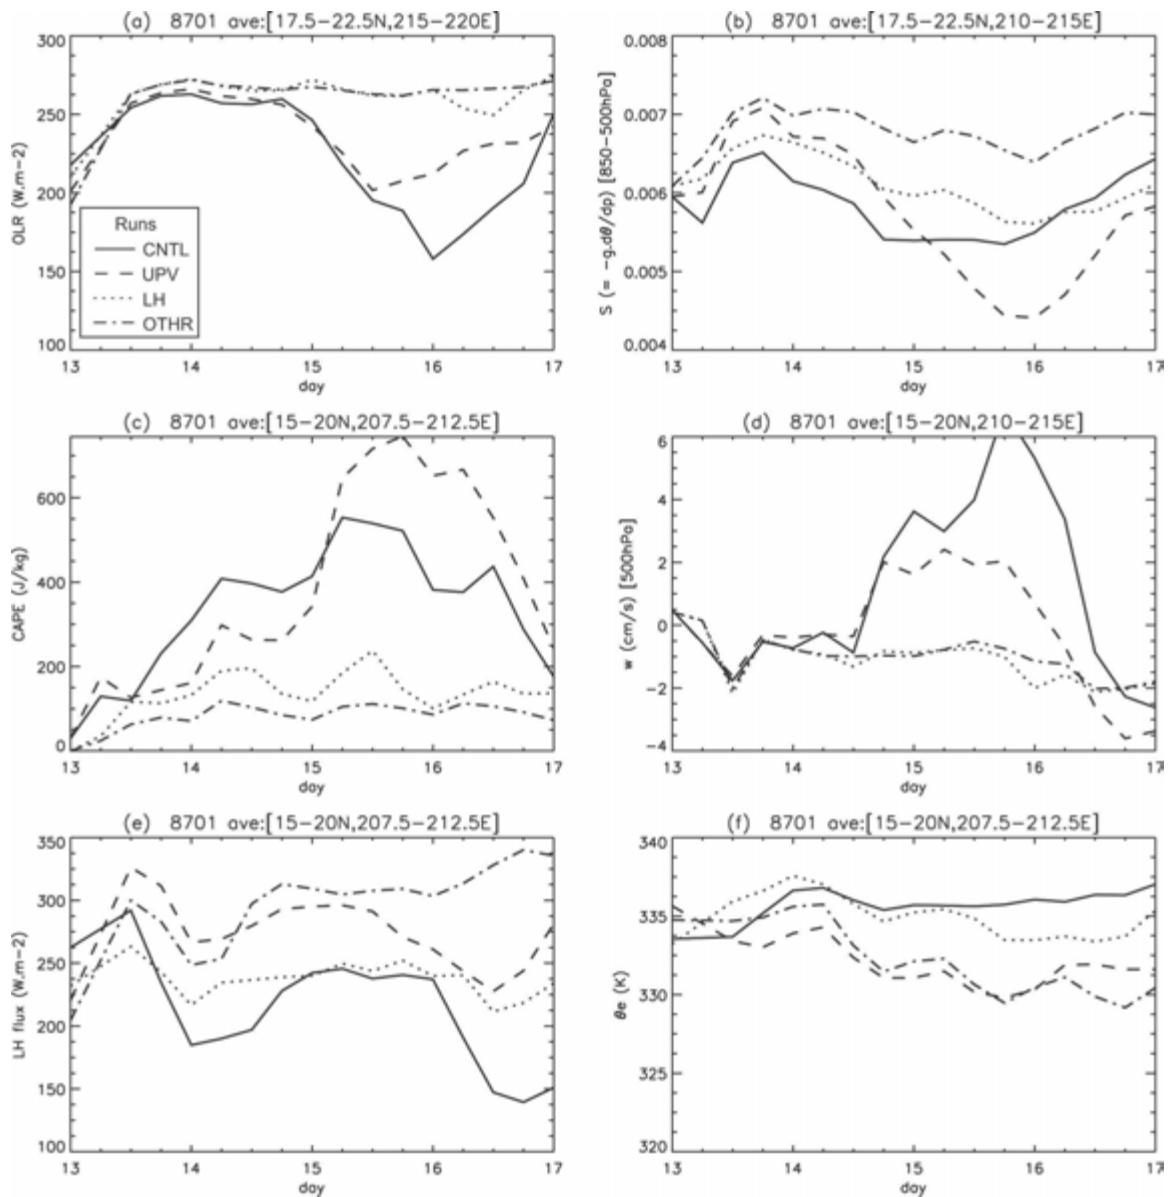 (a) 8701 ave:[17.5-22.5N,215-220E]
300
250
200
150
100
OLR (W.m-2)
Runs
CNTL
UPV
LH
OTHR
13 14 15 16 17
day
(b) 8701 ave:[17.5-22.5N,210-215E]
0.008
0.007
0.006
0.005
0.004
S (= -g.dθ/dp) [850-500hPa]
13 14 15 16 17
day
(c) 8701 ave:[15-20N,207.5-212.5E]
600
400
200
0
CAPE (J/kg)
13 14 15 16 17
day
(d) 8701 ave:[15-20N,210-215E]
6
4
2
0
-2
-4
w (cm/s) [500hPa]
13 14 15 16 17
day
(e) 8701 ave:[15-20N,207.5-212.5E]
350
300
250
200
150
100
LH flux (W.m-2)
13 14 15 16 17
day
(f) 8701 ave:[15-20N,207.5-212.5E]
340
335
330
325
320
θe (K)
13 14 15 16 17
day